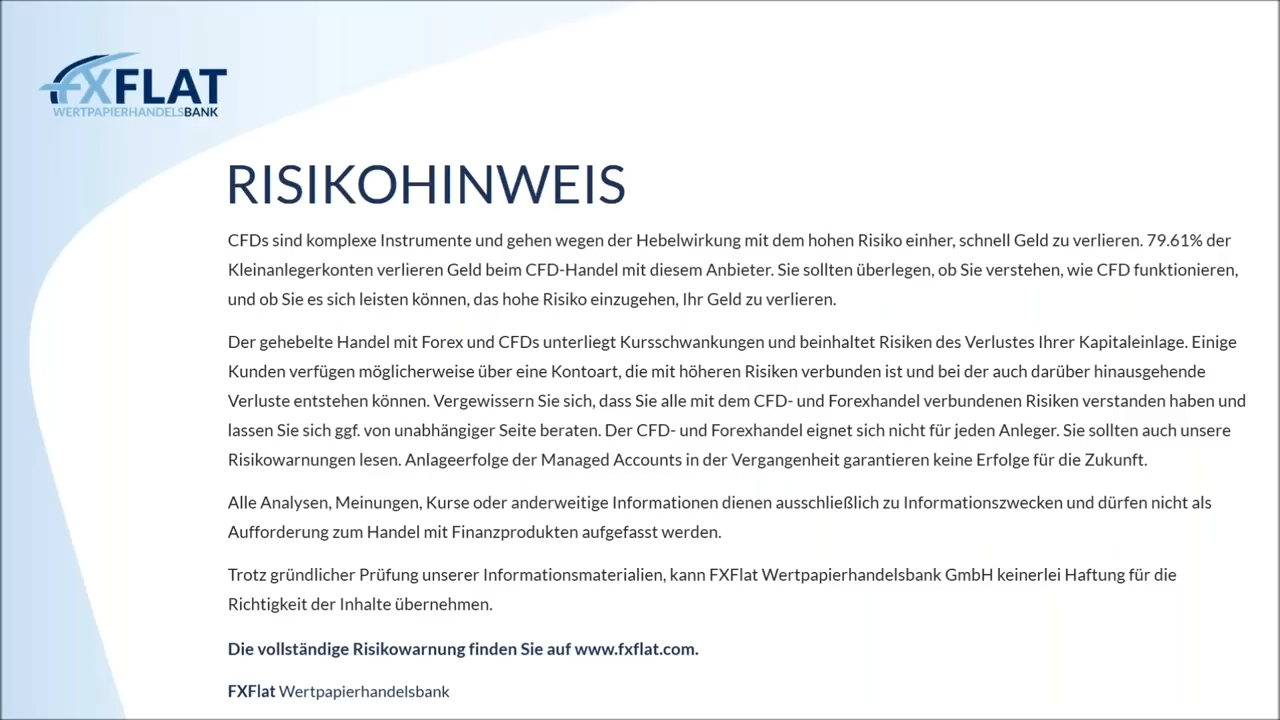 FXFLAT
WERTPAPIERHANDELSBANK
RISIKOHINWEIS
CFDs sind komplexe Instrumente und gehen wegen der Hebelwirkung mit dem hohen Risiko einher, schnell Geld zu verlieren. 79.61% der
Kleinanlegerkonten verlieren Geld beim CFD-Handel mit diesem Anbieter. Sie sollten überlegen, ob Sie verstehen, wie CFD funktionieren,
und ob Sie es sich leisten können, das hohe Risiko einzugehen, Ihr Geld zu verlieren.
Der gehebelte Handel mit Forex und CFDs unterliegt Kursschwankungen und beinhaltet Risiken des Verlustes Ihrer Kapitaleinlage. Einige
Kunden verfügen möglicherweise über eine Kontoart, die mit höheren Risiken verbunden ist und bei der auch darüber hinausgehende
Verluste entstehen können. Vergewissern Sie sich, dass Sie alle mit dem CFD- und Forexhandel verbundenen Risiken verstanden haben und
lassen Sie sich ggf. von unabhängiger Seite beraten. Der CFD- und Forexhandel eignet sich nicht für jeden Anleger. Sie sollten auch unsere
Risikowarnungen lesen. Anlageerfolge der Managed Accounts in der Vergangenheit garantieren keine Erfolge für die Zukunft.
Alle Analysen, Meinungen, Kurse oder anderweitige Informationen dienen ausschließlich zu Informationszwecken und dürfen nicht als
Aufforderung zum Handel mit Finanzprodukten aufgefasst werden.
Trotz gründlicher Prüfung unserer Informationsmaterialien, kann FXFlat Wertpapierhandelsbank GmbH keinerlei Haftung für die
Richtigkeit der Inhalte übernehmen.
Die vollständige Risikowarnung finden Sie auf www.fxflat.com.
FXFlat Wertpapierhandelsbank